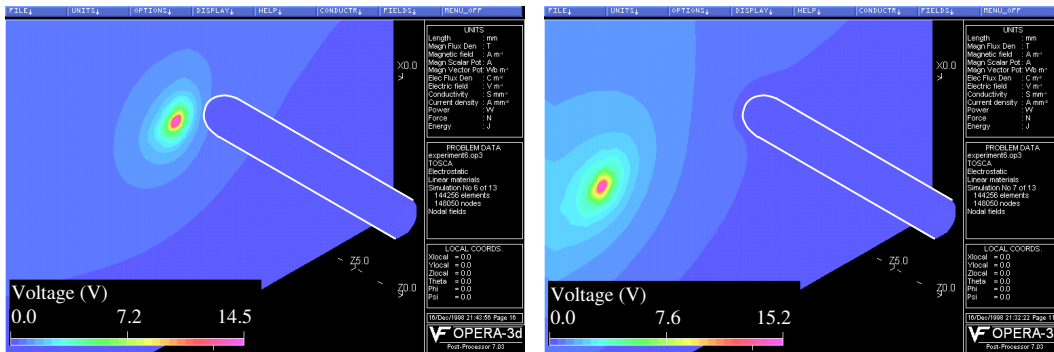 FILE↓ UNITS↓ OPTIONS↓ DISPLAY↓ HELP↓ CONDUCTR↓ FIELDS↓ MENU_OFF
UNITS
Length : mm
Magn Flux Den : T
Magnetic field : A m⁻¹
Magn Scalar Pot : A
Magn Vector Pot : Wb m⁻¹
Elec Flux Den : C m⁻²
Electric field : V m⁻¹
Conductivity : S mm⁻¹
Current density : A mm⁻²
Power : W
Force : N
Energy : J
PROBLEM DATA
experiment6.op3
TOSCA
Electrostatic
Linear materials
Simulation No 6 of 13
144256 elements
148050 nodes
Nodal fields
LOCAL COORDS.
Xlocal = 0.0
Ylocal = 0.0
Zlocal = 0.0
Theta = 0.0
Phi = 0.0
Psi = 0.0
16/Dec/1998 21:43:56 Page 16
VF OPERA-3d
Post-Processor 7.03
X0.0
Z5.0
Z0.0
Voltage (V)
0.0 7.2 14.5
FILE↓ UNITS↓ OPTIONS↓ DISPLAY↓ HELP↓ CONDUCTR↓ FIELDS↓ MENU_OFF
UNITS
Length : mm
Magn Flux Den : T
Magnetic field : A m⁻¹
Magn Scalar Pot : A
Magn Vector Pot : Wb m⁻¹
Elec Flux Den : C m⁻²
Electric field : V m⁻¹
Conductivity : S mm⁻¹
Current density : A mm⁻²
Power : W
Force : N
Energy : J
PROBLEM DATA
experiment6.op3
TOSCA
Electrostatic
Linear materials
Simulation No 7 of 13
144256 elements
148050 nodes
Nodal fields
LOCAL COORDS.
Xlocal = 0.0
Ylocal = 0.0
Zlocal = 0.0
Theta = 0.0
Phi = 0.0
Psi = 0.0
16/Dec/1998 21:32:22 Page 11
VF OPERA-3d
Post-Processor 7.03
X0.0
Z5.0
Z0.0
Voltage (V)
0.0 7.6 15.2